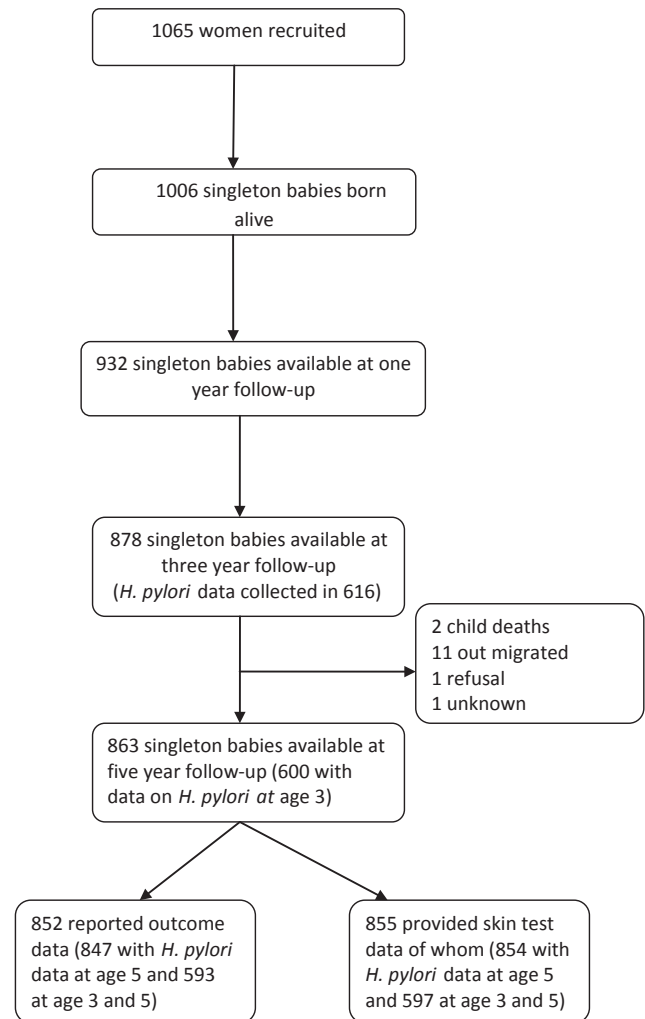 1065 women recruited
1006 singleton babies born
alive
932 singleton babies available at one
year follow-up
878 singleton babies available at
three year follow-up
(H. pylori data collected in 616)
2 child deaths
11 out migrated
1 refusal
1 unknown
863 singleton babies available at
five year follow-up (600 with
data on H. pylori at age 3)
852 reported outcome
data (847 with H. pylori
data at age 5 and 593
at age 3 and 5)
855 provided skin test
data of whom (854 with
H. pylori data at age 5
and 597 at age 3 and 5)